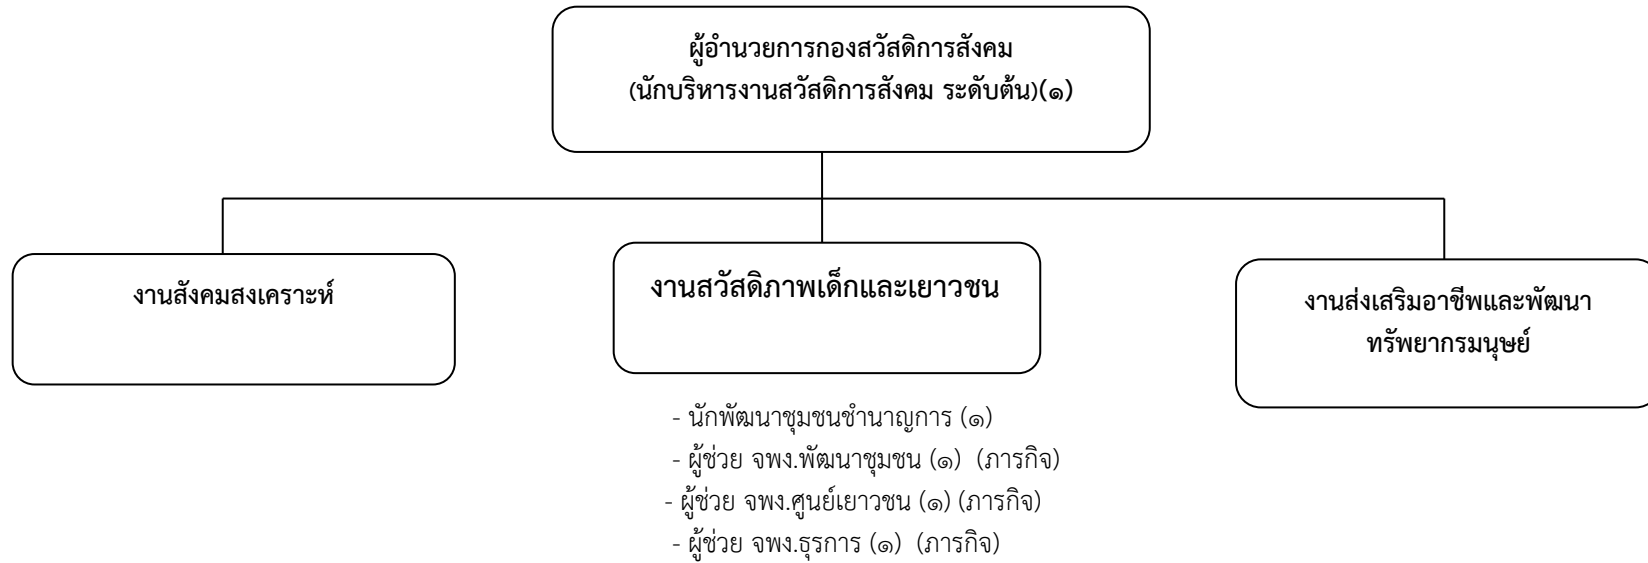 ผู้อำนวยการกองสวัสดิการสังคม
(นักบริหารงานสวัสดิการสังคม ระดับต้น)(๑)
งานสังคมสงเคราะห์
งานสวัสดิภาพเด็กและเยาวชน
งานส่งเสริมอาชีพและพัฒนา
ทรัพยากรมนุษย์
- นักพัฒนาชุมชนชำนาญการ (๑)
- ผู้ช่วย จพง.พัฒนาชุมชน (๑) (ภารกิจ)
- ผู้ช่วย จพง.ศูนย์เยาวชน (๑) (ภารกิจ)
- ผู้ช่วย จพง.ธุรการ (๑) (ภารกิจ)